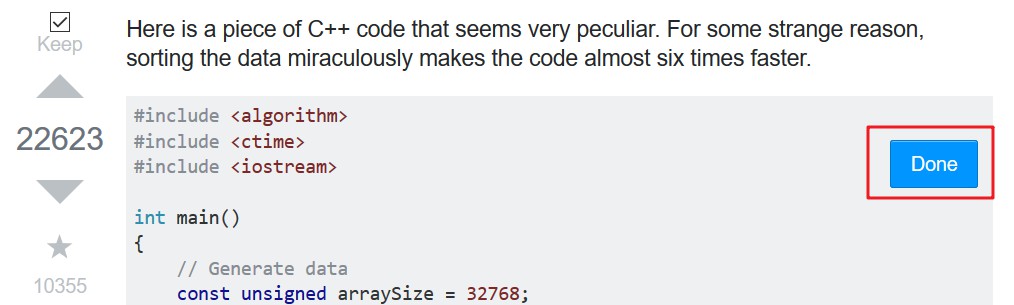 Keep
22623
10355
Here is a piece of C++ code that seems very peculiar. For some strange reason,
sorting the data miraculously makes the code almost six times faster.
#include <algorithm>
#include <ctime>
#include <iostream>
Done
int main()
{
    // Generate data
    const unsigned arraySize = 32768;